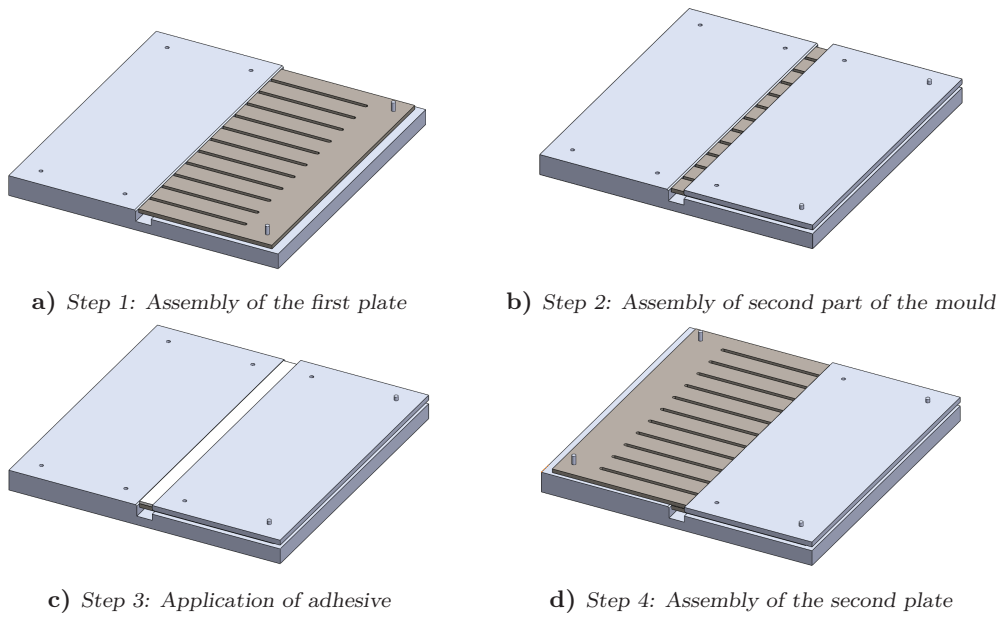 a) Step 1: Assembly of the first plate
b) Step 2: Assembly of second part of the mould
c) Step 3: Application of adhesive
d) Step 4: Assembly of the second plate